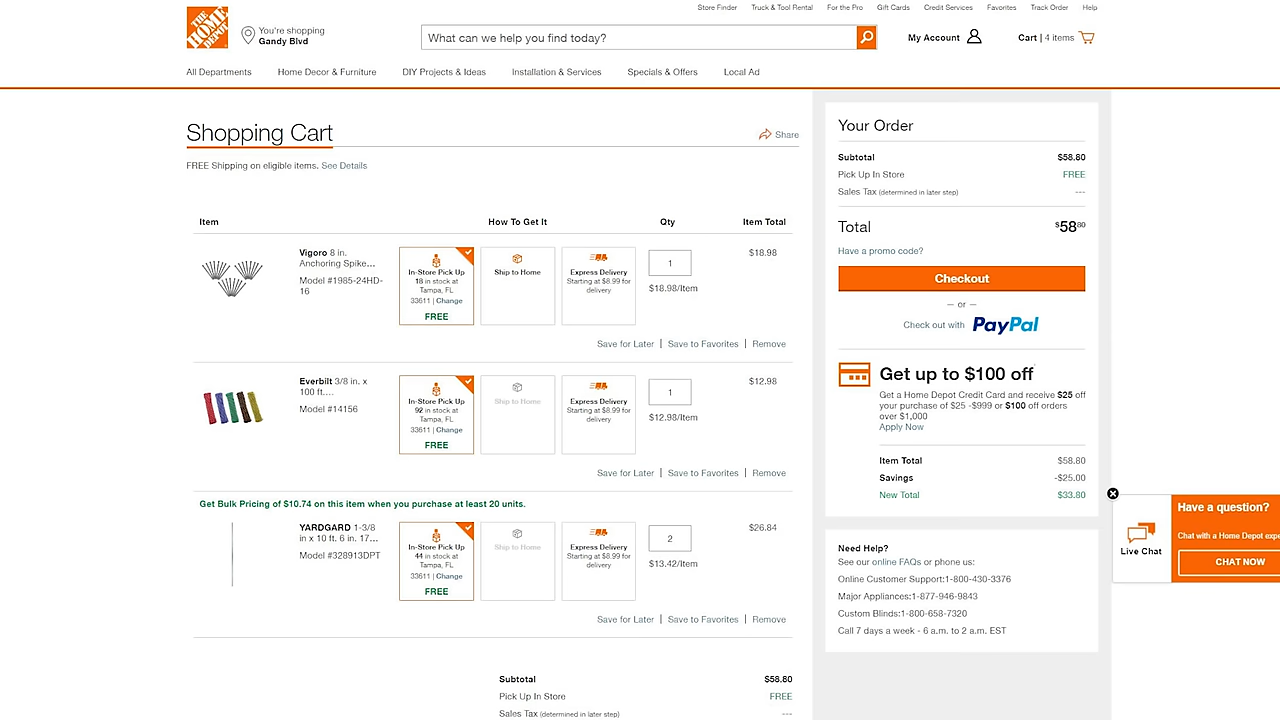 Store Finder Truck & Tool Rental For the Pro Gift Cards Credit Services Favorites Track Order Help
THE HOME DEPOT
You're shopping
Gandy Blvd
What can we help you find today?
My Account
Cart | 4 items
All Departments Home Decor & Furniture DIY Projects & Ideas Installation & Services Specials & Offers Local Ad
Shopping Cart
Share
FREE Shipping on eligible items. See Details
Item How To Get It Qty Item Total
Vigoro 8 in.
Anchoring Spike...
Model #1985-24HD-
16
In-Store Pick Up
18 in stock at
Tampa, FL
33611 | Change
FREE
Ship to Home
Express Delivery
Starting at $8.99 for
delivery
1
$18.98/item
$18.98
Save for Later | Save to Favorites | Remove
Everbilt 3/8 in. x
100 ft....
Model #14156
In-Store Pick Up
92 in stock at
Tampa, FL
33611 | Change
FREE
Ship to Home
Express Delivery
Starting at $8.99 for
delivery
1
$12.98/item
$12.98
Save for Later | Save to Favorites | Remove
Get Bulk Pricing of $10.74 on this item when you purchase at least 20 units.
YARDGARD 1-3/8
in x 10 ft. 6 in. 17...
Model #328913DPT
In-Store Pick Up
44 in stock at
Tampa, FL
33611 | Change
FREE
Ship to Home
Express Delivery
Starting at $8.99 for
delivery
2
$13.42/item
$26.84
Save for Later | Save to Favorites | Remove
Subtotal $58.80
Pick Up In Store FREE
Sales Tax (determined in later step) ---
Your Order
Subtotal $58.80
Pick Up In Store FREE
Sales Tax (determined in later step) ---
Total $5880
Have a promo code?
Checkout
— or —
Check out with PayPal
Get up to $100 off
Get a Home Depot Credit Card and receive $25 off
your purchase of $25 -$999 or $100 off orders
over $1,000
Apply Now
Item Total $58.80
Savings -$25.00
New Total $33.80
Need Help?
See our online FAQs or phone us:
Online Customer Support:1-800-430-3376
Major Appliances:1-877-946-9843
Custom Blinds:1-800-658-7320
Call 7 days a week - 6 a.m. to 2 a.m. EST
Live Chat
Have a question?
Chat with a Home Depot expe
CHAT NOW